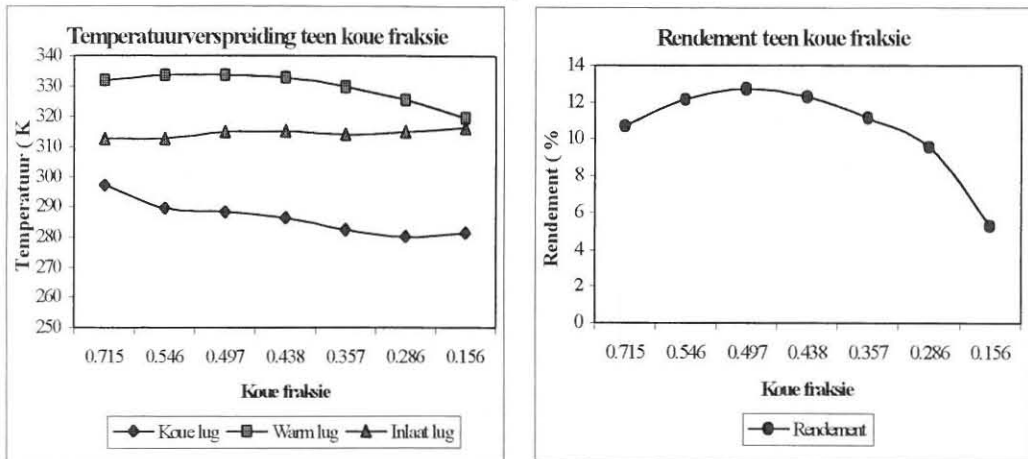 Temperatuurverspreiding teen koue fraksie
340
330
320
310
300
290
280
270
260
250
Temperatuur ( K
0.715 0.546 0.497 0.438 0.357 0.286 0.156
Koue fraksie
Koue lug Warm lug Inlaat lug
Rendement teen koue fraksie
14
12
10
8
6
4
2
0
Rendement ( %
0.715 0.546 0.497 0.438 0.357 0.286 0.156
Koue fraksie
Rendement